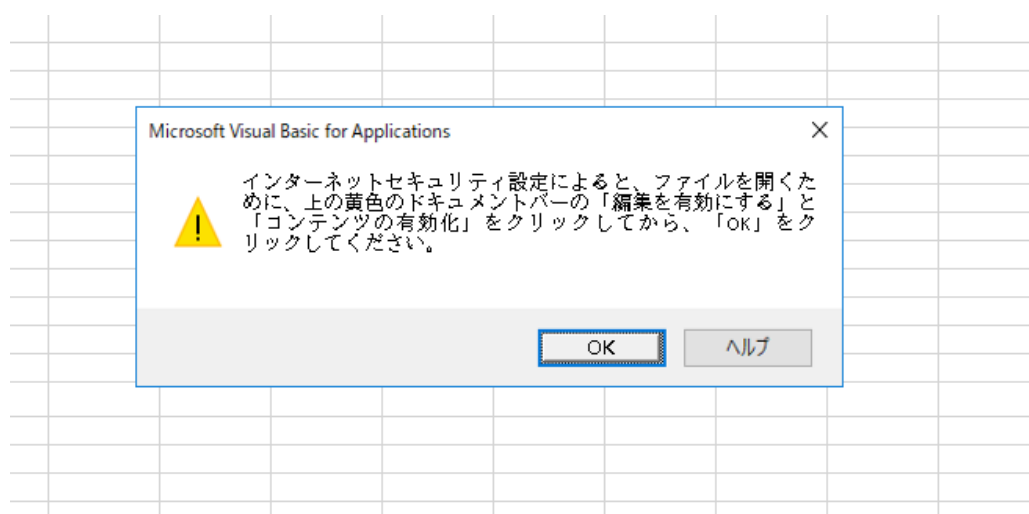 Microsoft Visual Basic for Applications
インターネットセキュリティ設定によると、ファイルを開くた
めに、上の黄色のドキュメントバーの「編集を有効にする」と
「コンテンツの有効化」をクリックしてから、「OK」をク
リックしてください。
OK
ヘルプ